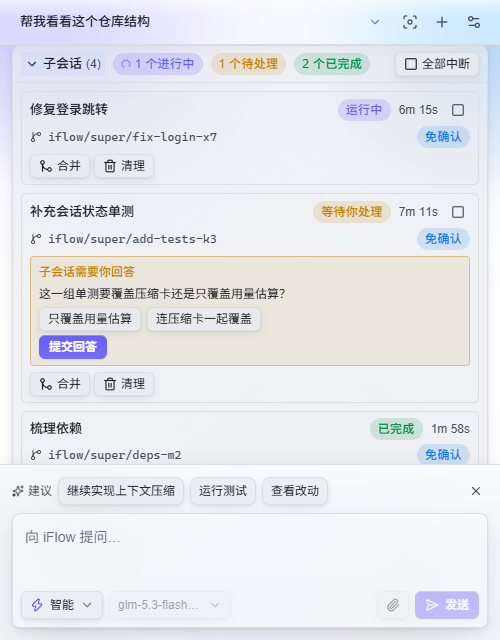 帮我看看这个仓库结构
子会话 (4) 1 个进行中 1 个待处理 2 个已完成 全部中断
修复登录跳转 运行中 6m 15s
iflow/super/fix-login-x7 免确认
合并 清理
补充会话状态单测 等待你处理 7m 11s
iflow/super/add-tests-k3 免确认
子会话需要你回答
这一组单测要覆盖压缩卡还是只覆盖用量估算?
只覆盖用量估算 连压缩卡一起覆盖
提交回答
合并 清理
梳理依赖 已完成 1m 58s
iflow/super/deps-m2 免确认
建议 继续实现上下文压缩 运行测试 查看改动
向 iFlow 提问…
智能 glm-5.3-flash… 发送